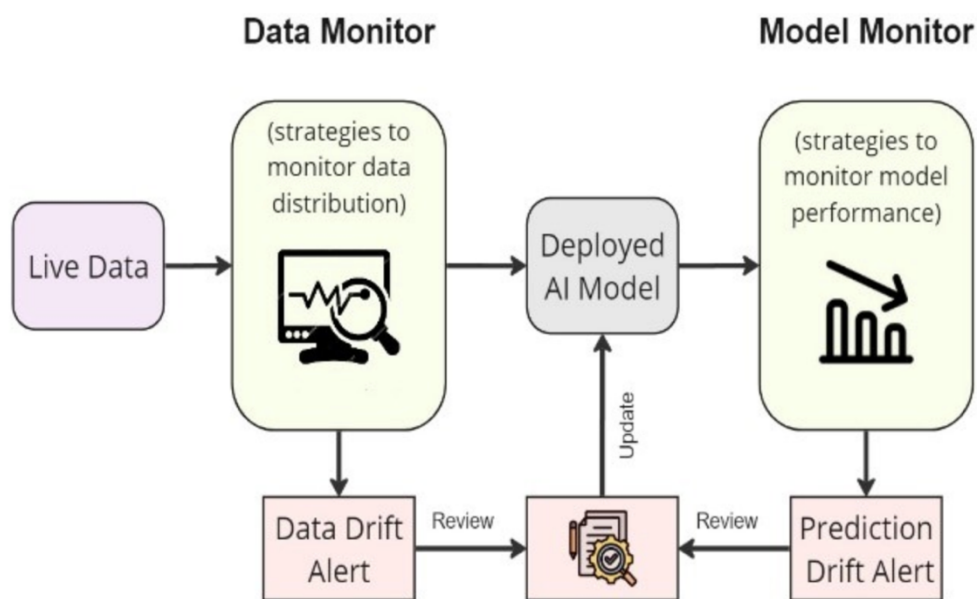 Data Monitor
Model Monitor
(strategies to
monitor data
distribution)
(strategies to
monitor model
performance)
Live Data
Deployed
AI Model
Update
Data Drift
Alert
Review
Review
Prediction
Drift Alert